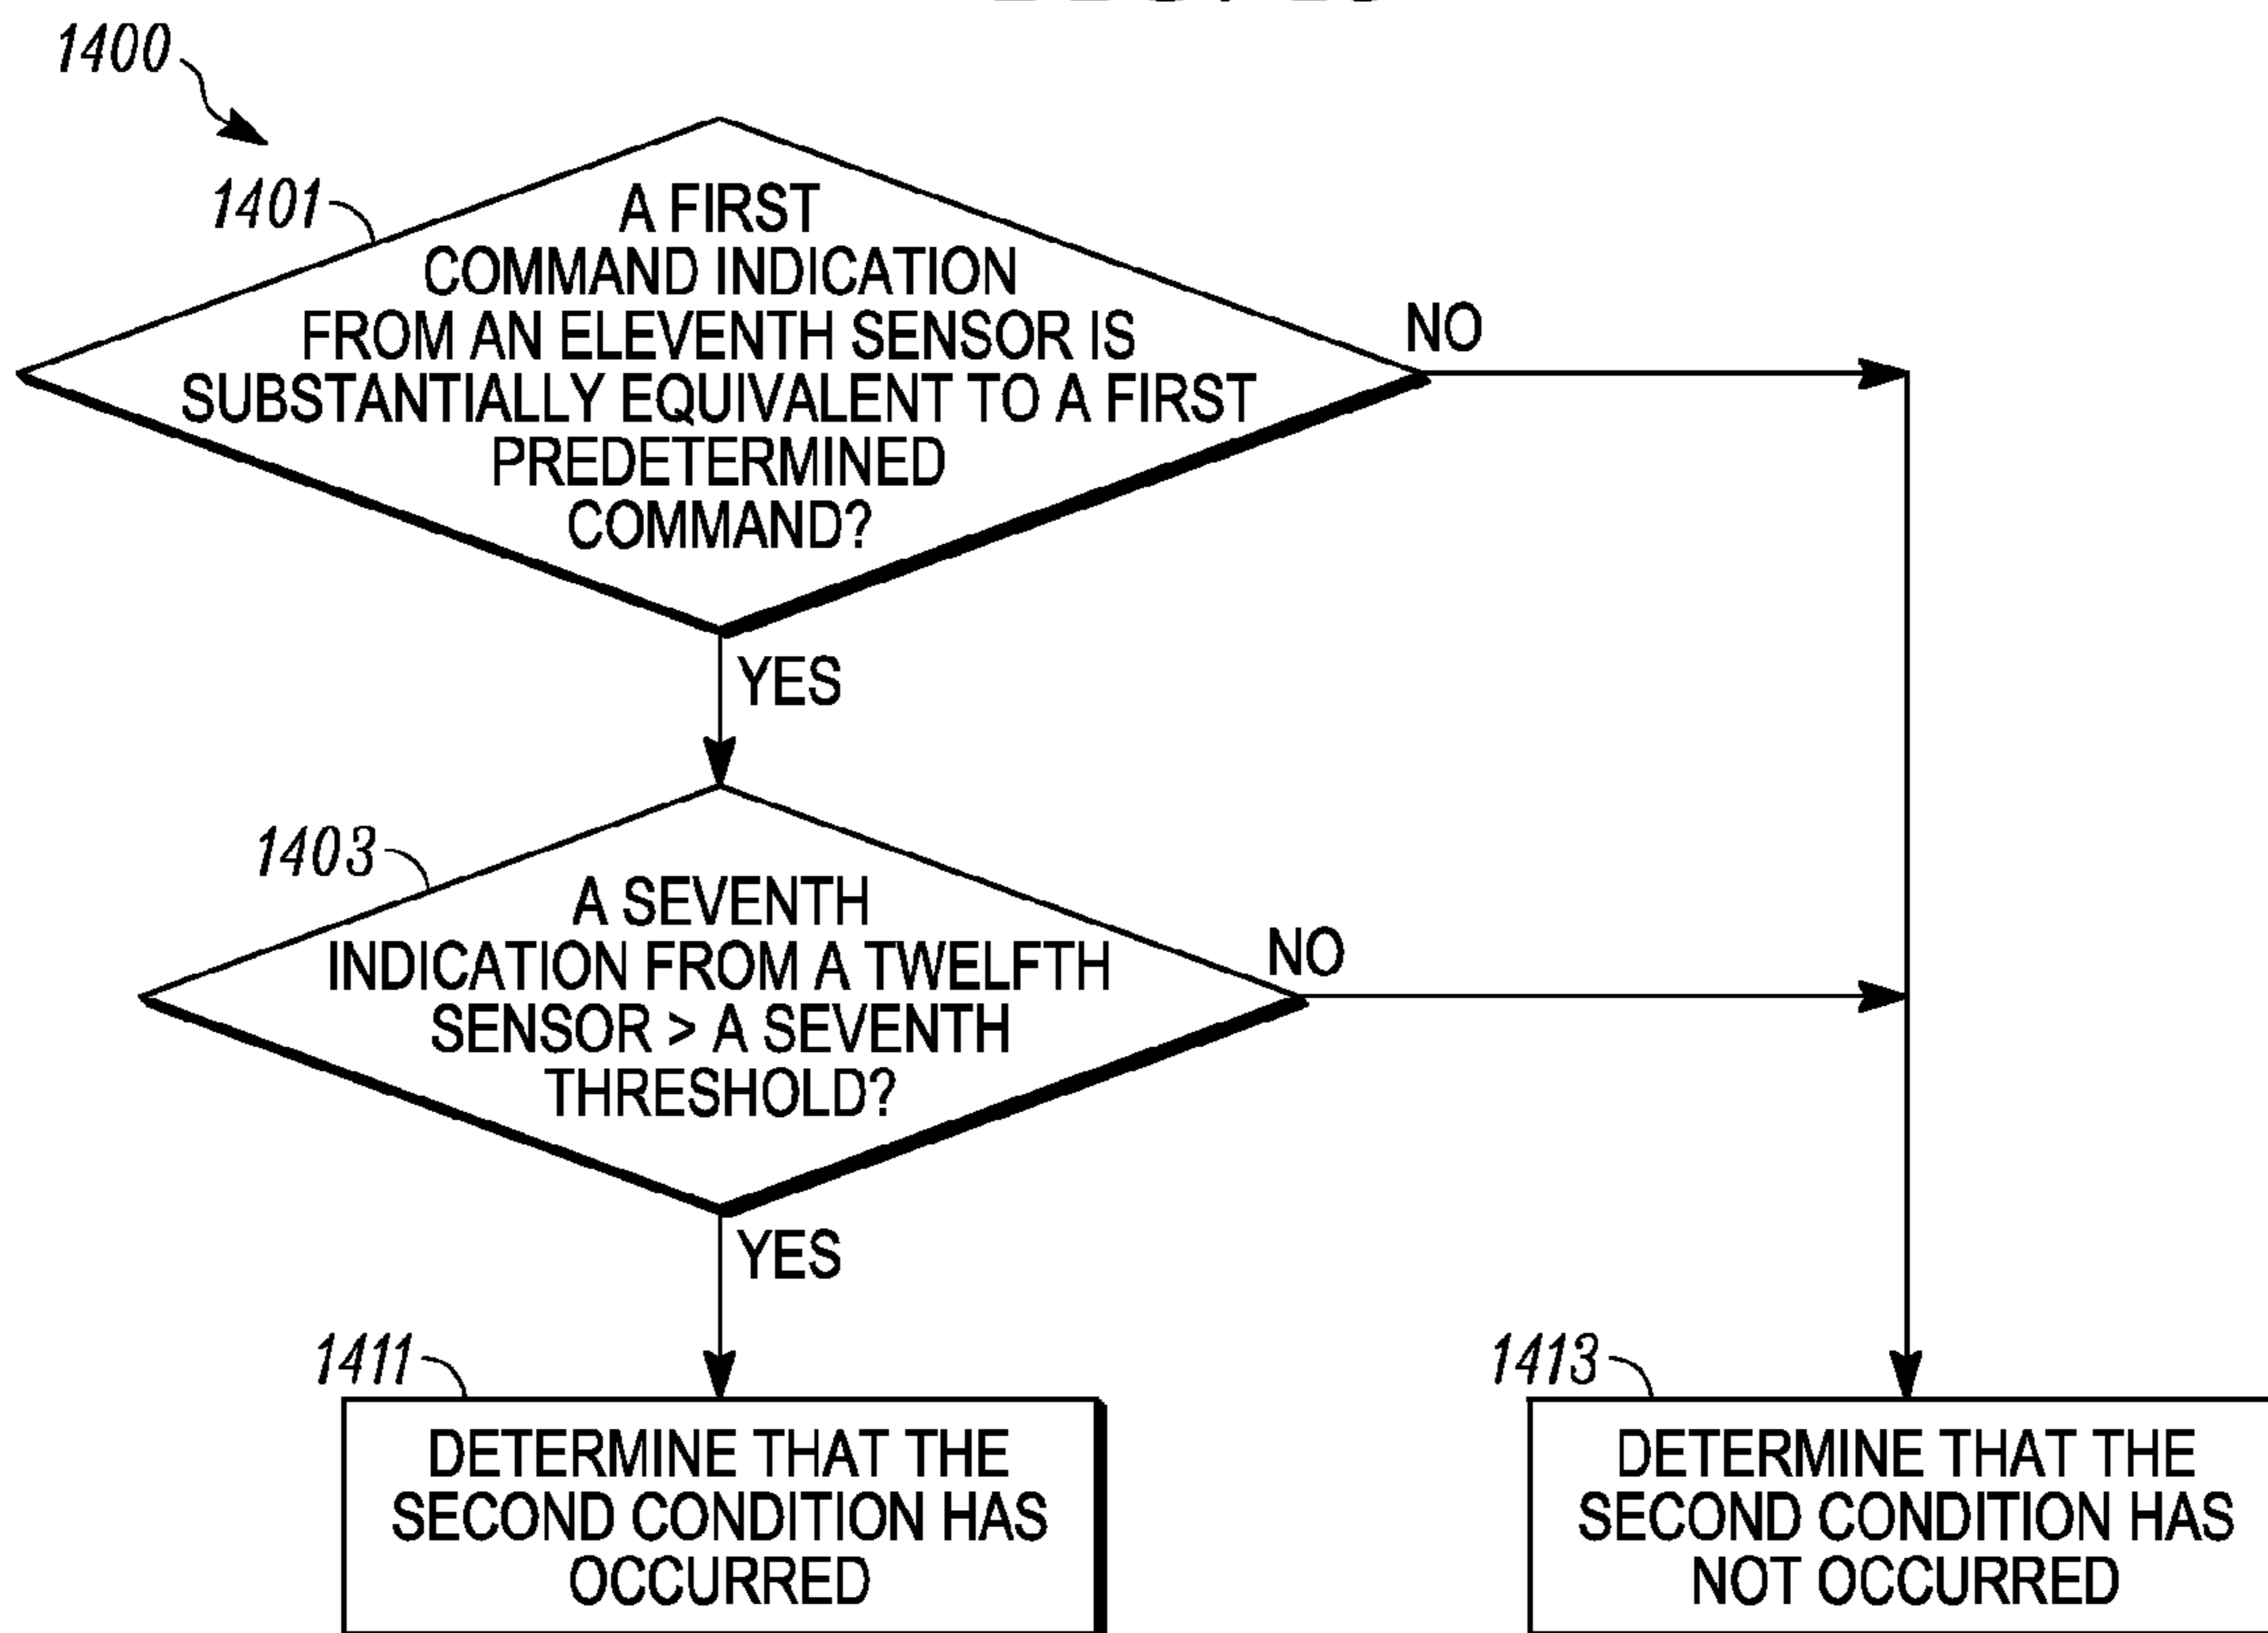 1400
1401
A FIRST
COMMAND INDICATION
FROM AN ELEVENTH SENSOR IS
SUBSTANTIALLY EQUIVALENT TO A FIRST
PREDETERMINED
COMMAND?
NO
YES
1403
A SEVENTH
INDICATION FROM A TWELFTH
SENSOR > A SEVENTH
THRESHOLD?
NO
YES
1411
DETERMINE THAT THE
SECOND CONDITION HAS
OCCURRED
1413
DETERMINE THAT THE
SECOND CONDITION HAS
NOT OCCURRED